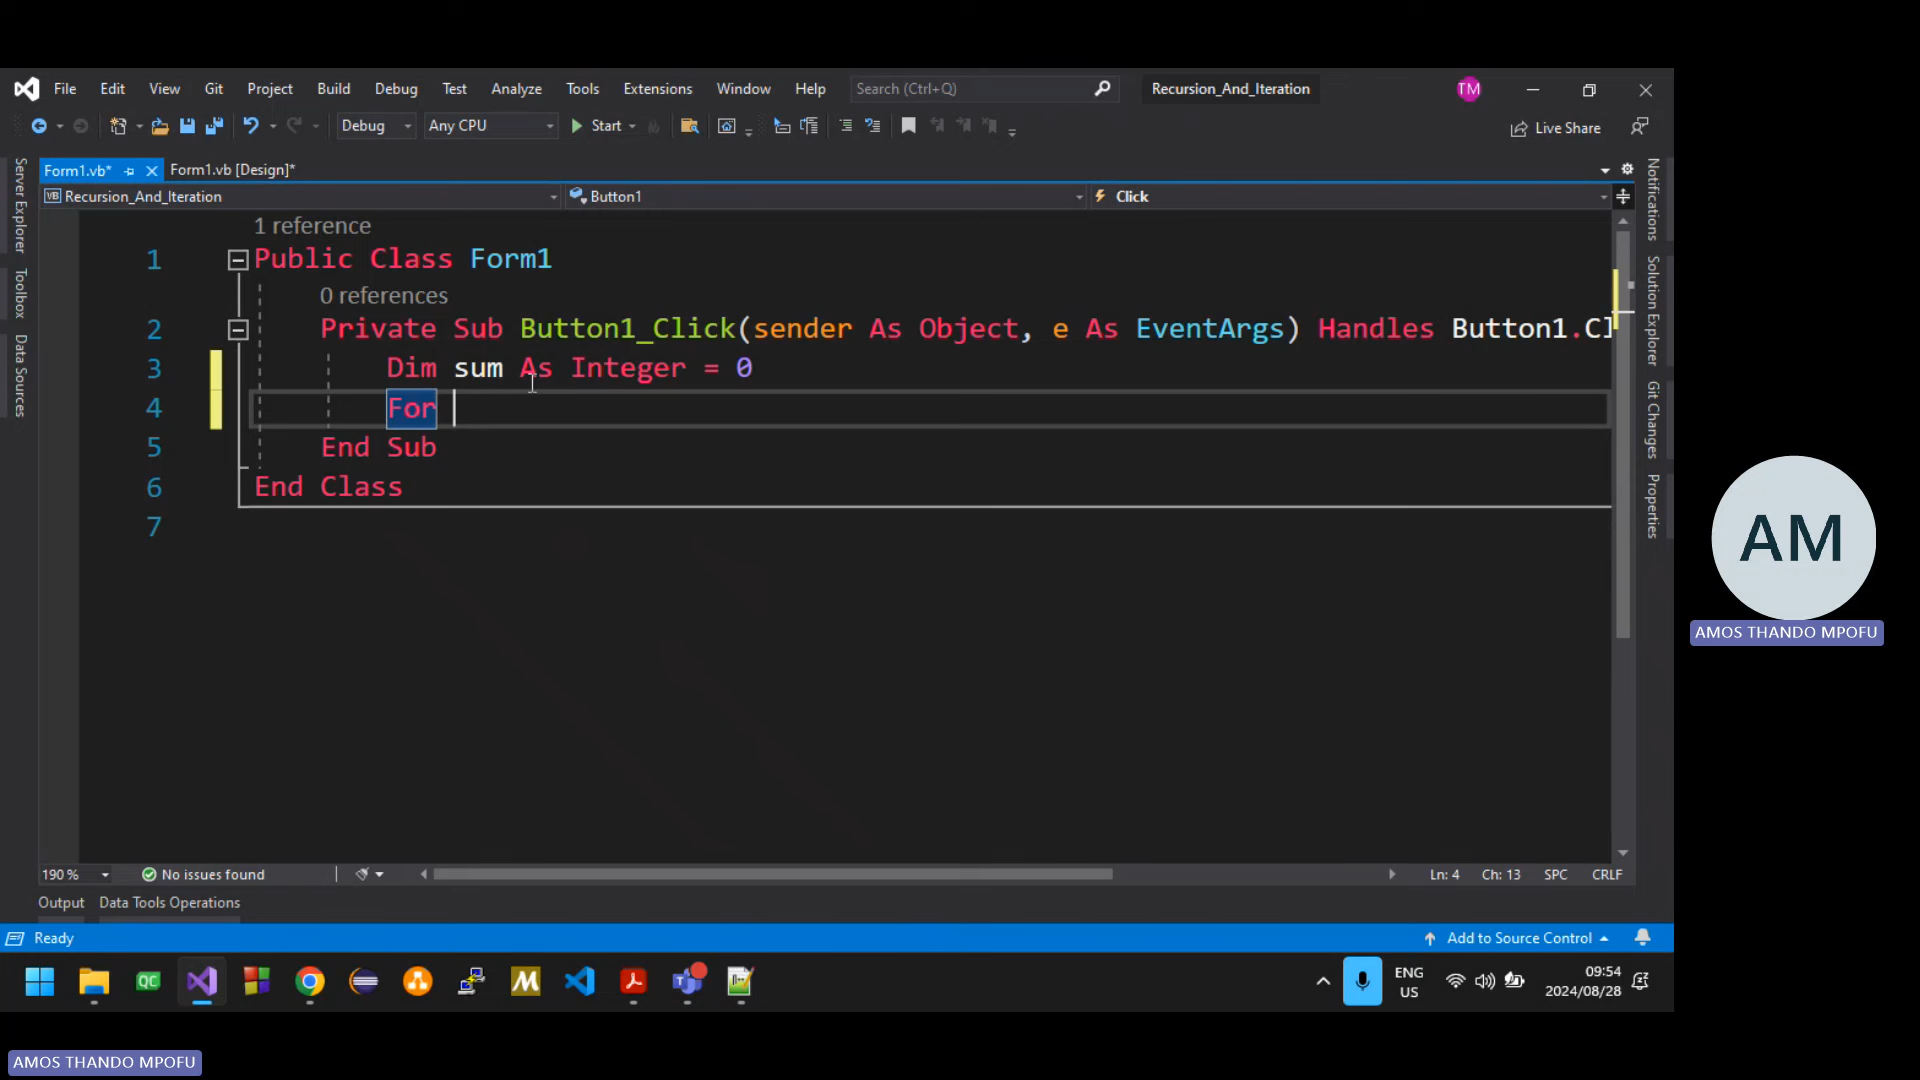 File Edit View Git Project Build Debug Test Analyze Tools Extensions Window Help Search (Ctrl+Q) Recursion_And_Iteration TM
Debug Any CPU Start Live Share
Form1.vb* Form1.vb [Design]*
VB Recursion_And_Iteration Button1 Click
Server Explorer
Toolbox
Data Sources
1 reference
1 Public Class Form1
0 references
2 Private Sub Button1_Click(sender As Object, e As EventArgs) Handles Button1.Cl
3 Dim sum As Integer = 0
4 For
5 End Sub
6 End Class
7
Notifications
Solution Explorer
Git Changes
Properties
190 % No issues found Ln: 4 Ch: 13 SPC CRLF
Output Data Tools Operations
Ready Add to Source Control
QC M ENG US 09:54 2024/08/28
AM
AMOS THANDO MPOFU
AMOS THANDO MPOFU